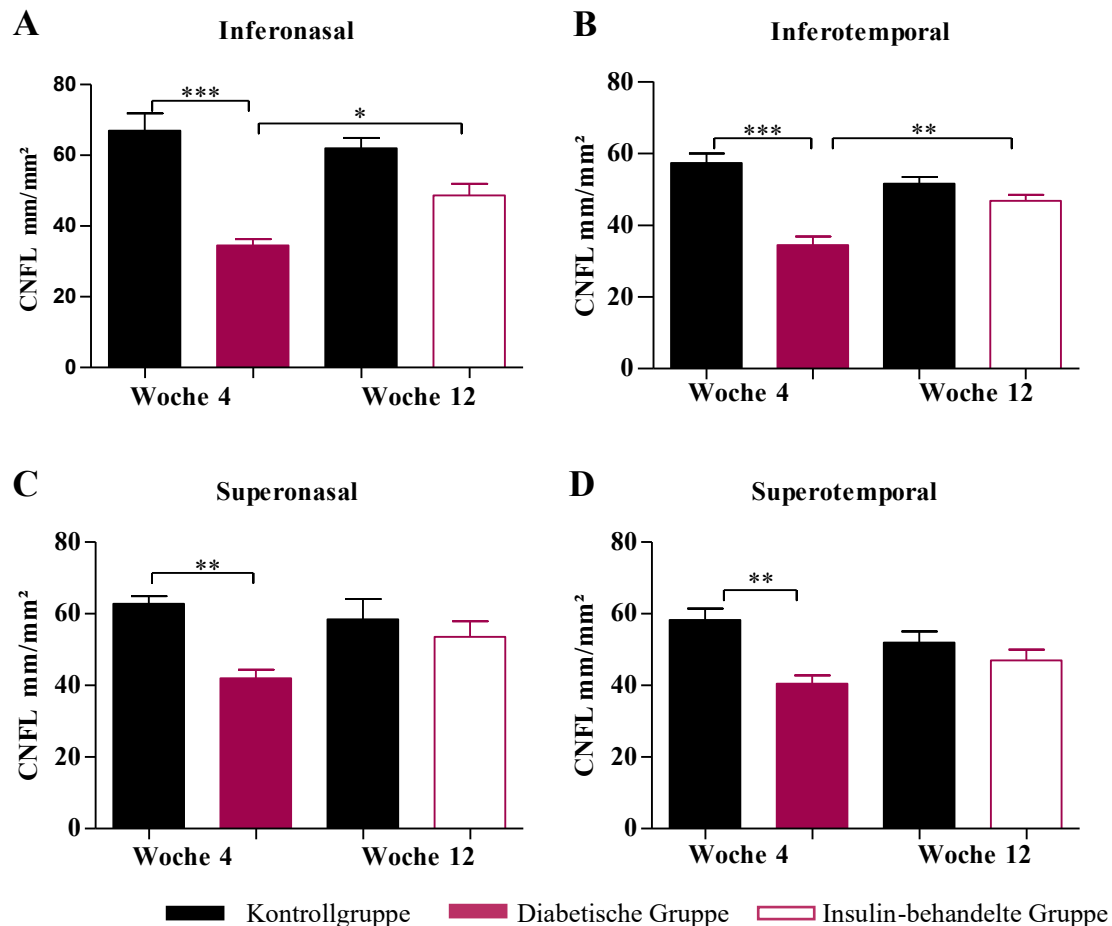 A
Inferonasal
CNFL mm/mm²
80
60
40
20
0
***
*
Woche 4
Woche 12
B
Inferotemporal
CNFL mm/mm²
80
60
40
20
0
***
**
Woche 4
Woche 12
C
Superonasal
CNFL mm/mm²
80
60
40
20
0
**
Woche 4
Woche 12
D
Superotemporal
CNFL mm/mm²
80
60
40
20
0
**
Woche 4
Woche 12
Kontrollgruppe
Diabetische Gruppe
Insulin-behandelte Gruppe